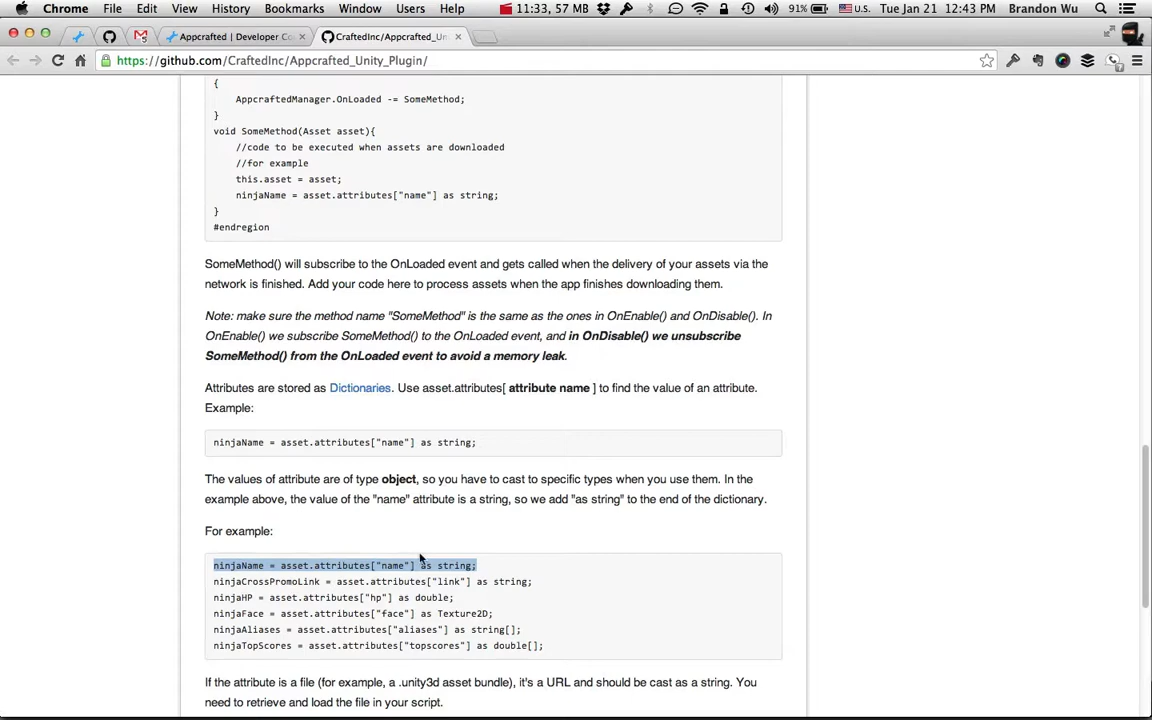 Chrome File Edit View History Bookmarks Window Users Help 11:33, 57 MB 91% U.S. Tue Jan 21 12:43 PM Brandon Wu
Appcrafted | Developer Co CraftedInc/Appcrafted_Un
https://github.com/CraftedInc/Appcrafted_Unity_Plugin/
{
AppcraftedManager.OnLoaded -= SomeMethod;
}
void SomeMethod(Asset asset){
//code to be executed when assets are downloaded
//for example
this.asset = asset;
ninjaName = asset.attributes["name"] as string;
}
#endregion
SomeMethod() will subscribe to the OnLoaded event and gets called when the delivery of your assets via the
network is finished. Add your code here to process assets when the app finishes downloading them.
Note: make sure the method name "SomeMethod" is the same as the ones in OnEnable() and OnDisable(). In
OnEnable() we subscribe SomeMethod() to the OnLoaded event, and in OnDisable() we unsubscribe
SomeMethod() from the OnLoaded event to avoid a memory leak.
Attributes are stored as Dictionaries. Use asset.attributes[ attribute name ] to find the value of an attribute.
Example:
ninjaName = asset.attributes["name"] as string;
The values of attribute are of type object, so you have to cast to specific types when you use them. In the
example above, the value of the "name" attribute is a string, so we add "as string" to the end of the dictionary.
For example:
ninjaName = asset.attributes["name"] as string;
ninjaCrossPromoLink = asset.attributes["link"] as string;
ninjaHP = asset.attributes["hp"] as double;
ninjaFace = asset.attributes["face"] as Texture2D;
ninjaAliases = asset.attributes["aliases"] as string[];
ninjaTopScores = asset.attributes["topscores"] as double[];
If the attribute is a file (for example, a .unity3d asset bundle), it's a URL and should be cast as a string. You
need to retrieve and load the file in your script.